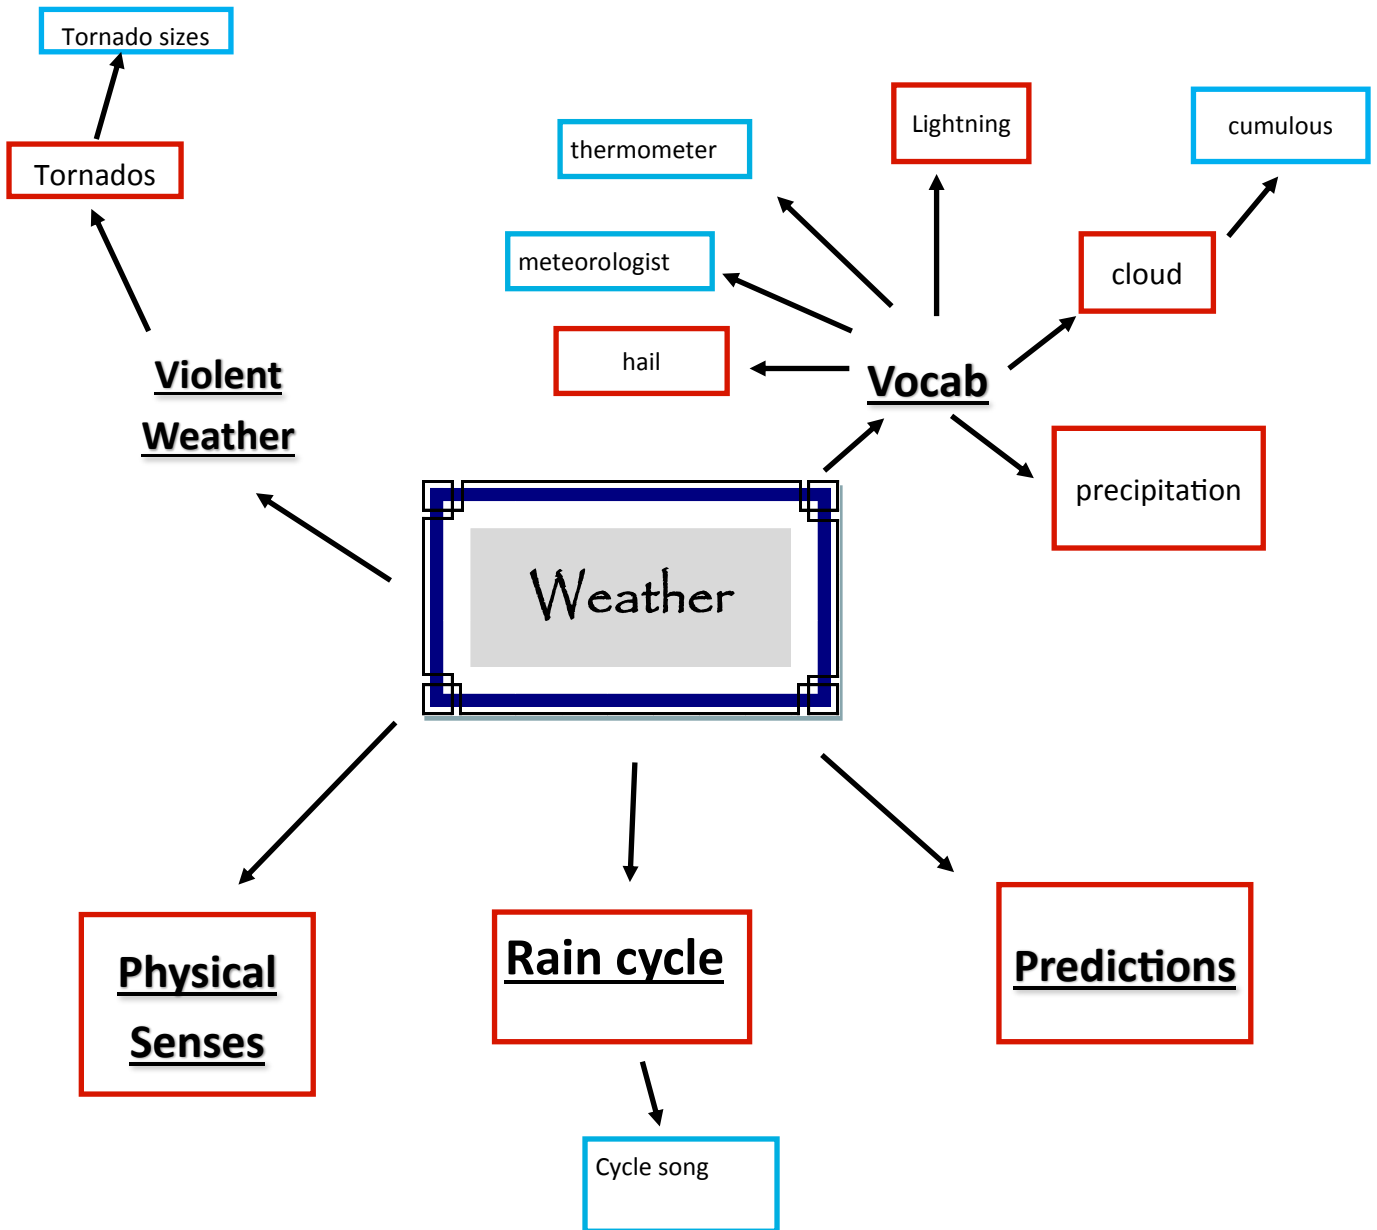 Tornado sizes
Lightning
cumulous
thermometer
Tornados
meteorologist
cloud
hail
Violent
Weather
Vocab
precipitation
Weather
Physical
Senses
Rain cycle
Predictions
Cycle song